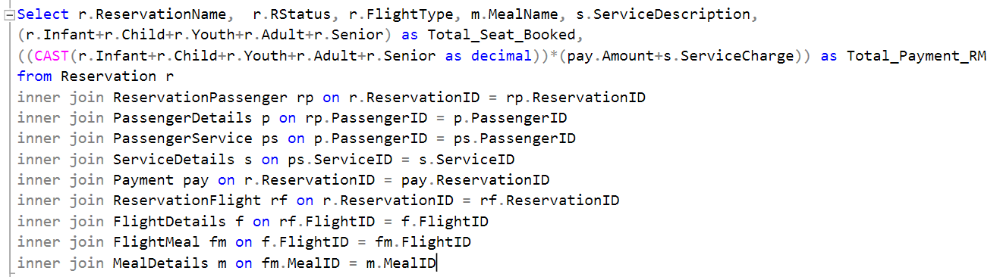 Select r.ReservationName,  r.RStatus, r.FlightType, m.MealName, s.ServiceDescription,
(r.Infant+r.Child+r.Youth+r.Adult+r.Senior) as Total_Seat_Booked,
((CAST(r.Infant+r.Child+r.Youth+r.Adult+r.Senior as decimal))*(pay.Amount+s.ServiceCharge)) as Total_Payment_RM
from Reservation r
inner join ReservationPassenger rp on r.ReservationID = rp.ReservationID
inner join PassengerDetails p on rp.PassengerID = p.PassengerID
inner join PassengerService ps on p.PassengerID = ps.PassengerID
inner join ServiceDetails s on ps.ServiceID = s.ServiceID
inner join Payment pay on r.ReservationID = pay.ReservationID
inner join ReservationFlight rf on r.ReservationID = rf.ReservationID
inner join FlightDetails f on rf.FlightID = f.FlightID
inner join FlightMeal fm on f.FlightID = fm.FlightID
inner join MealDetails m on fm.MealID = m.MealID